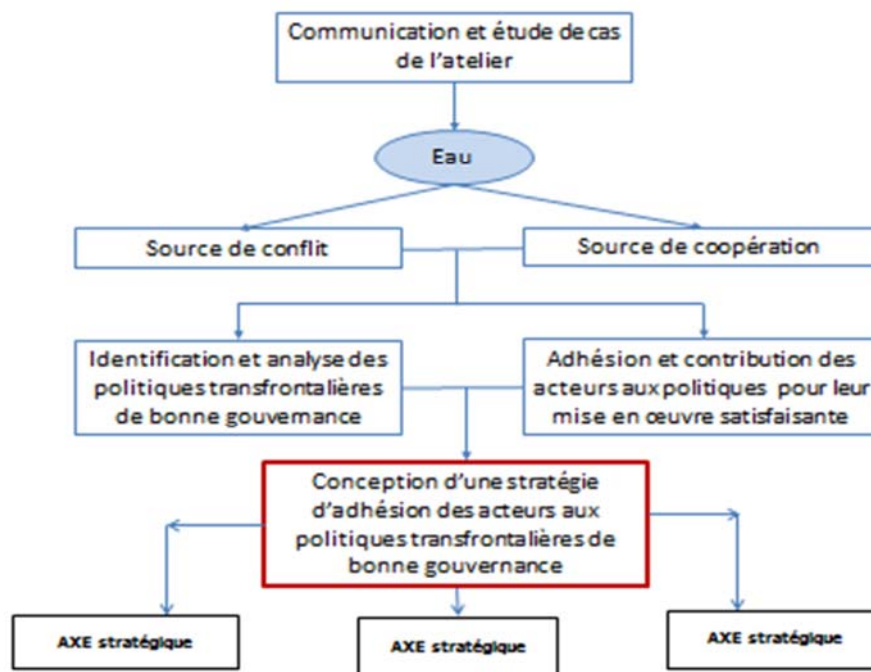 Communication et étude de cas
de l'atelier
Eau
Source de conflit
Source de coopération
Identification et analyse des
politiques transfrontalières
de bonne gouvernance
Adhésion et contribution des
acteurs aux politiques pour leur
mise en œuvre satisfaisante
Conception d'une stratégie
d'adhésion des acteurs aux
politiques transfrontalières de
bonne gouvernance
AXE stratégique
AXE stratégique
AXE stratégique